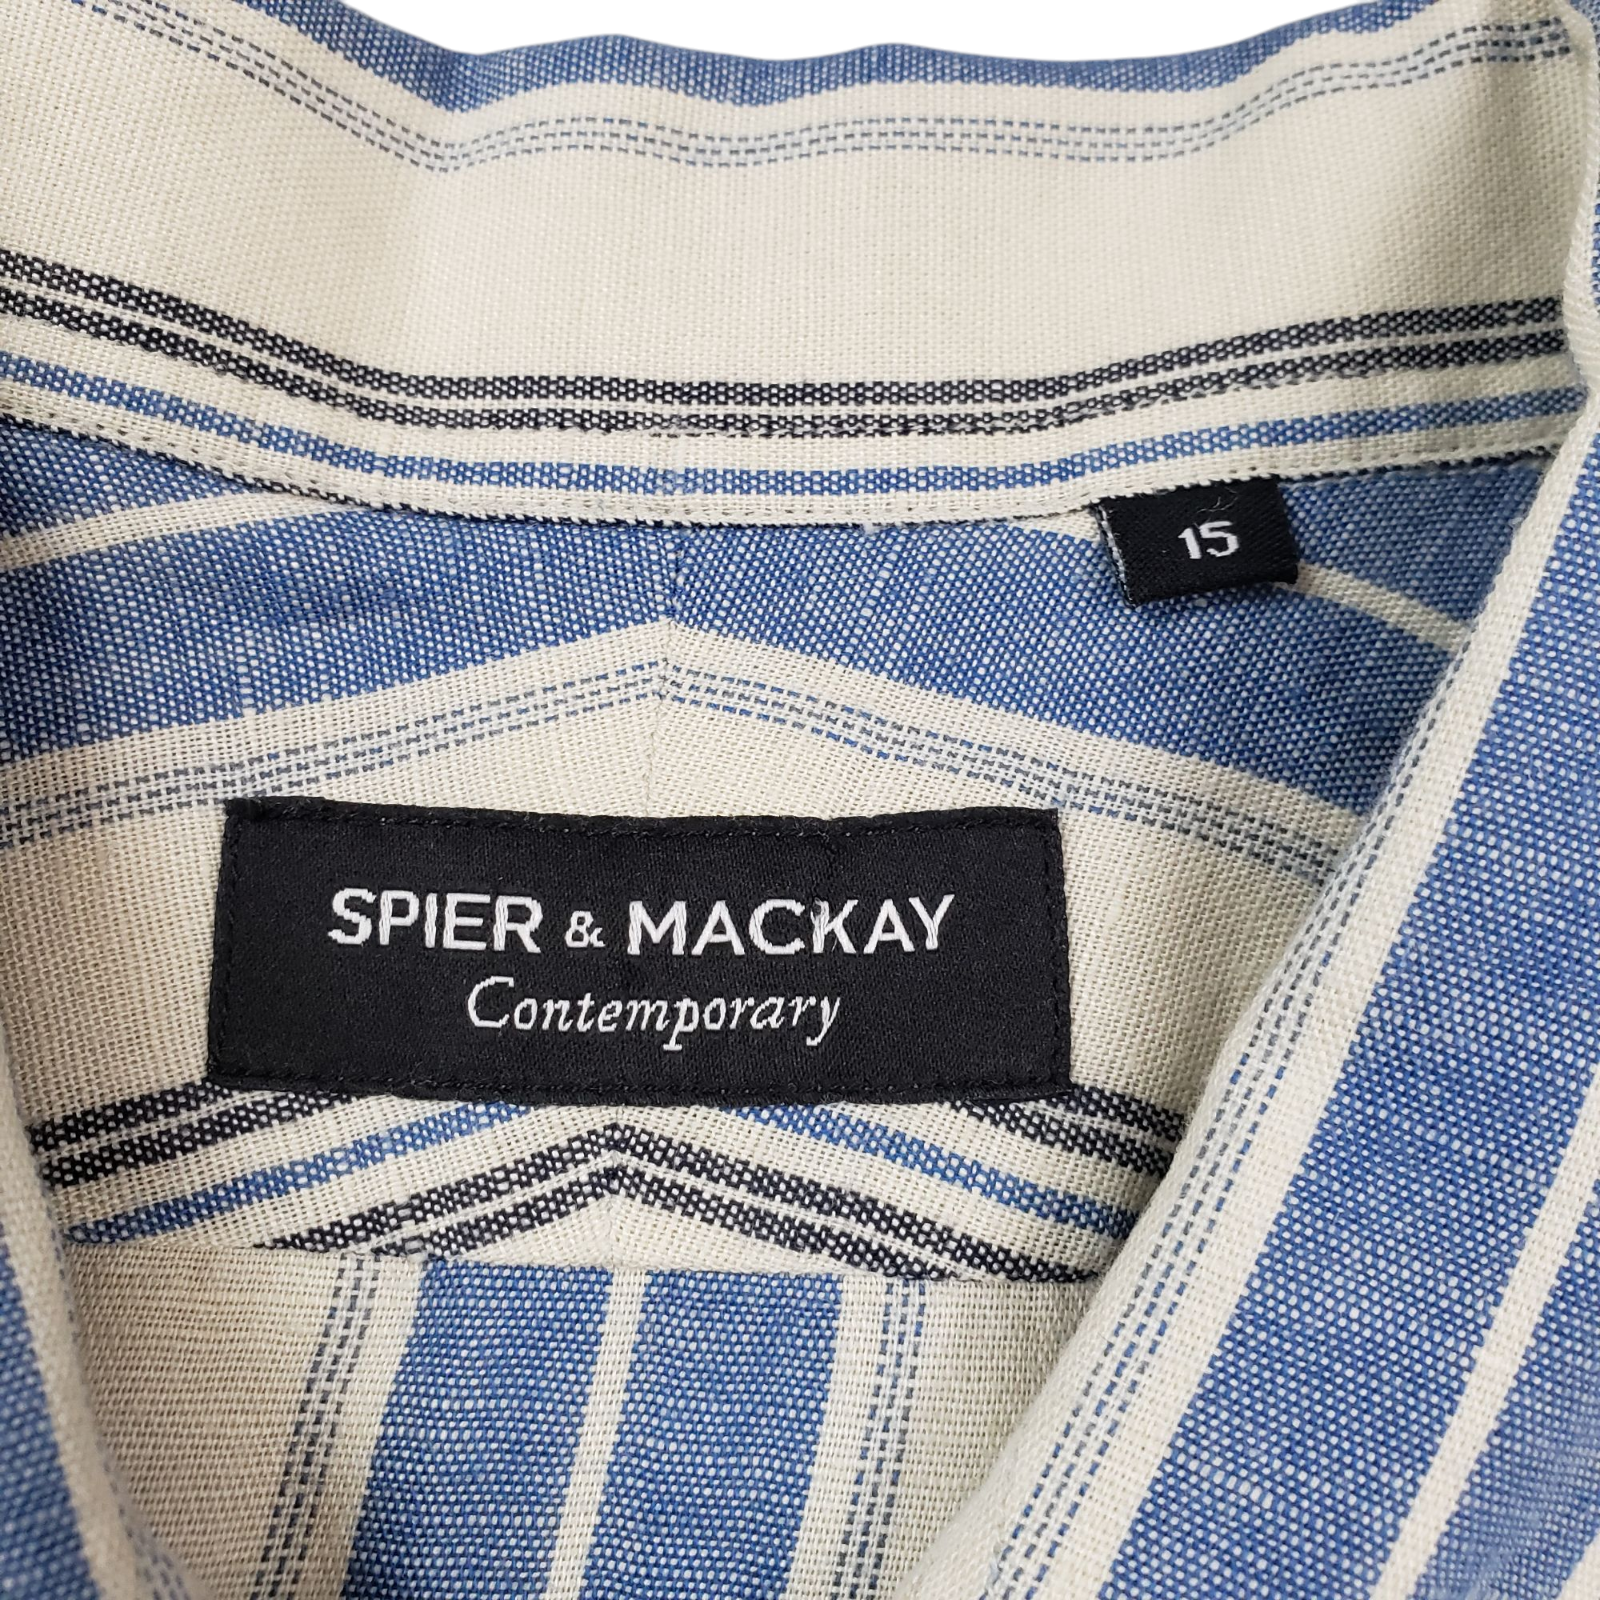 15
SPIER & MACKAY
Contemporary